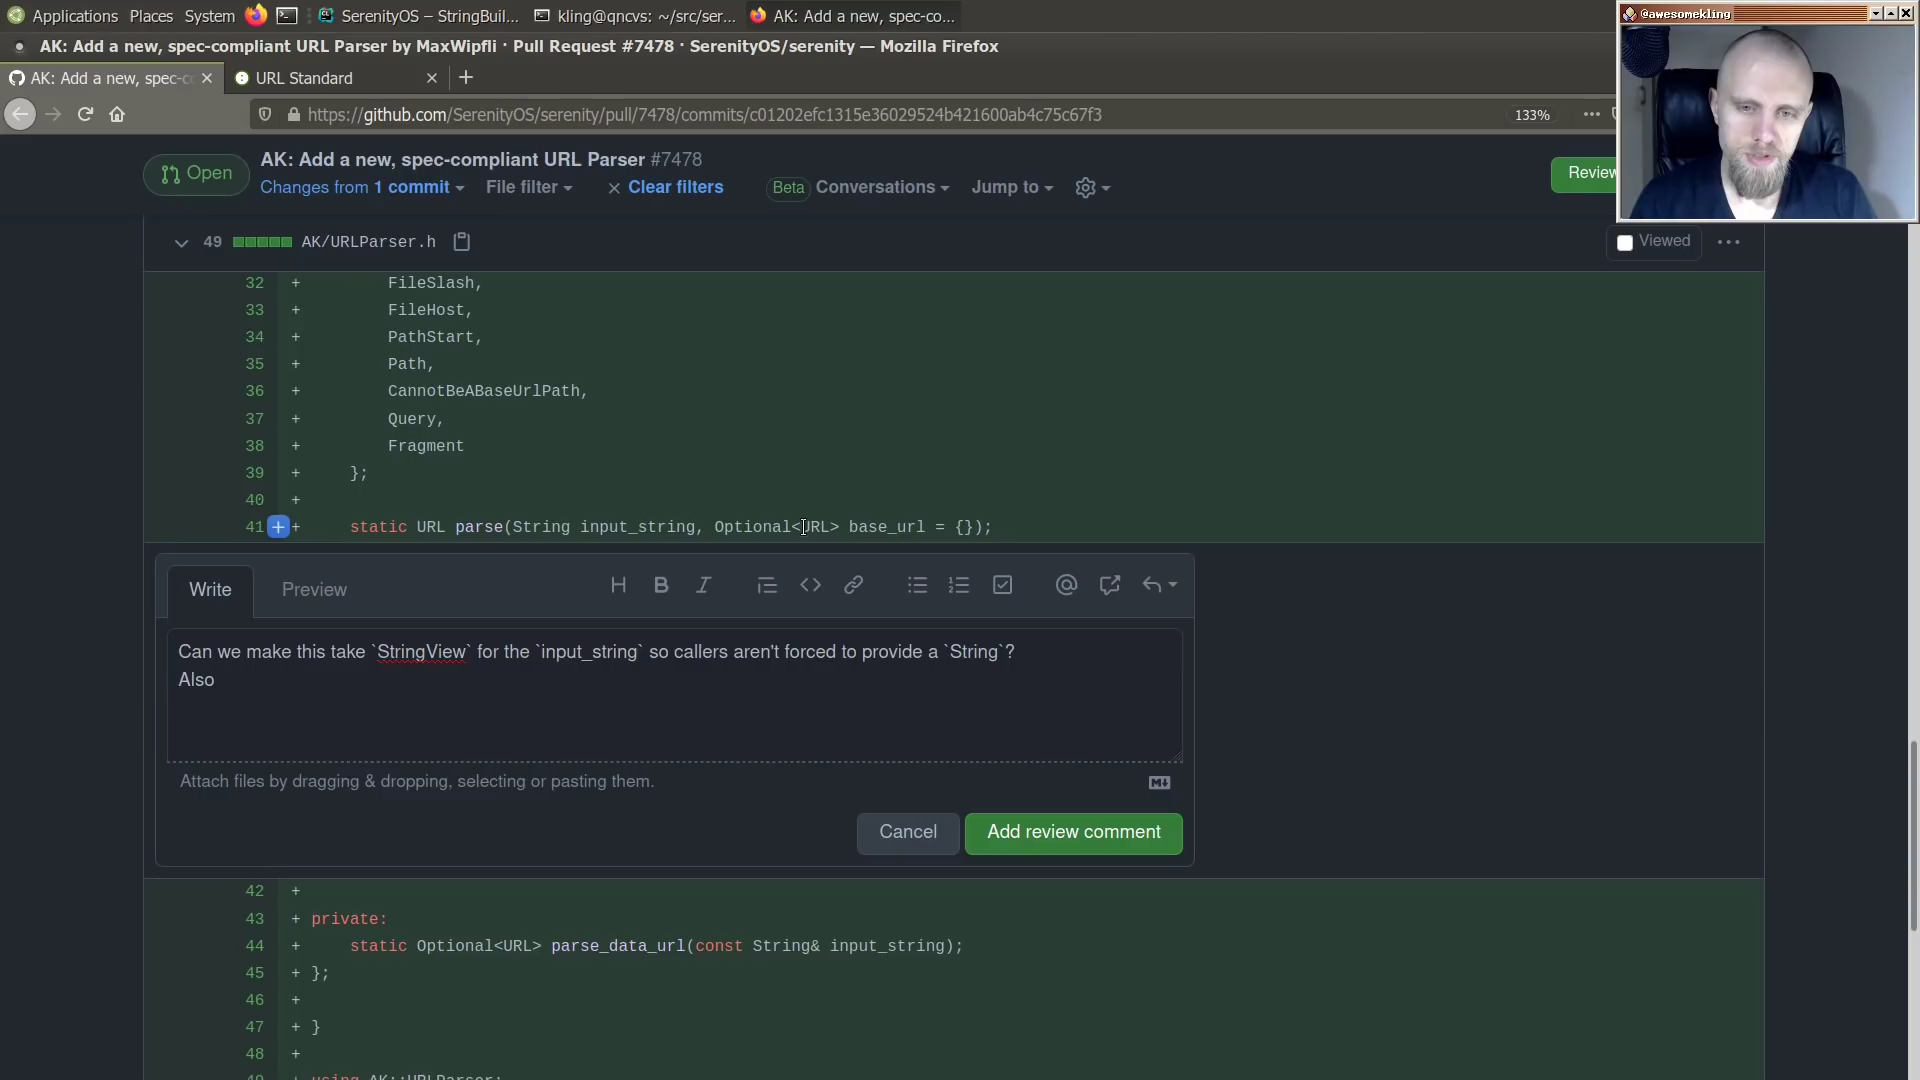 Applications Places System SerenityOS – StringBuil... kling@qncvs: ~/src/ser... AK: Add a new, spec-co...
@awesomekling
AK: Add a new, spec-compliant URL Parser by MaxWipfli · Pull Request #7478 · SerenityOS/serenity — Mozilla Firefox
AK: Add a new, spec-c
URL Standard
https://github.com/SerenityOS/serenity/pull/7478/commits/c01202efc1315e36029524b421600ab4c75c67f3
133%
Open
AK: Add a new, spec-compliant URL Parser #7478
Changes from 1 commit File filter Clear filters Beta Conversations Jump to
Review
49 AK/URLParser.h
Viewed
32 + FileSlash,
33 + FileHost,
34 + PathStart,
35 + Path,
36 + CannotBeABaseUrlPath,
37 + Query,
38 + Fragment
39 + };
40 +
41 + static URL parse(String input_string, Optional<URL> base_url = {});
Write Preview
Can we make this take `StringView` for the `input_string` so callers aren't forced to provide a `String`?
Also
Attach files by dragging & dropping, selecting or pasting them.
Cancel Add review comment
42 +
43 + private:
44 + static Optional<URL> parse_data_url(const String& input_string);
45 + };
46 +
47 + }
48 +
49 + using AK::URLParser;